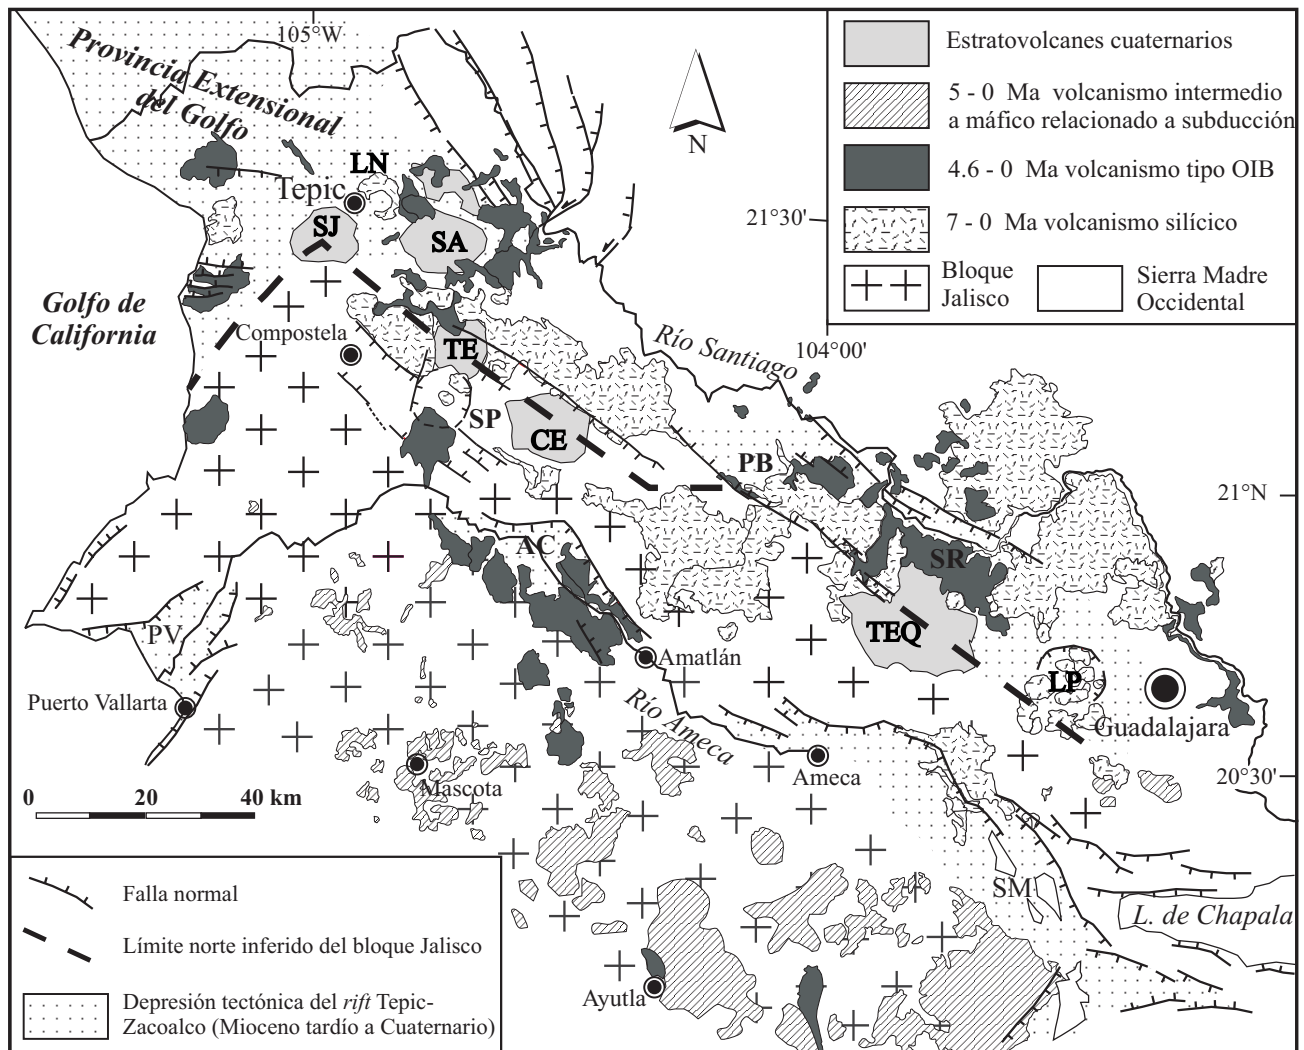 105°W
Provincia Extensional
del Golfo
LN
Tepic
SJ
SA
N
Estratovolcanes cuaternarios
5 - 0 Ma volcanismo intermedio
a máfico relacionado a subducción
4.6 - 0 Ma volcanismo tipo OIB
7 - 0 Ma volcanismo silícico
Bloque
Jalisco
Sierra Madre
Occidental
21°30'
Golfo de
California
Compostela
TE
Río Santiago
104°00'
SP
CE
PB
21°N
AC
SR
PV
TEQ
Amatlán
LP
Puerto Vallarta
Río Ameca
Guadalajara
Ameca
20°30'
Mascota
0 20 40 km
SM
L. de Chapala
Ayutla
Falla normal
Límite norte inferido del bloque Jalisco
Depresión tectónica del rift Tepic-
Zacoalco (Mioceno tardío a Cuaternario)